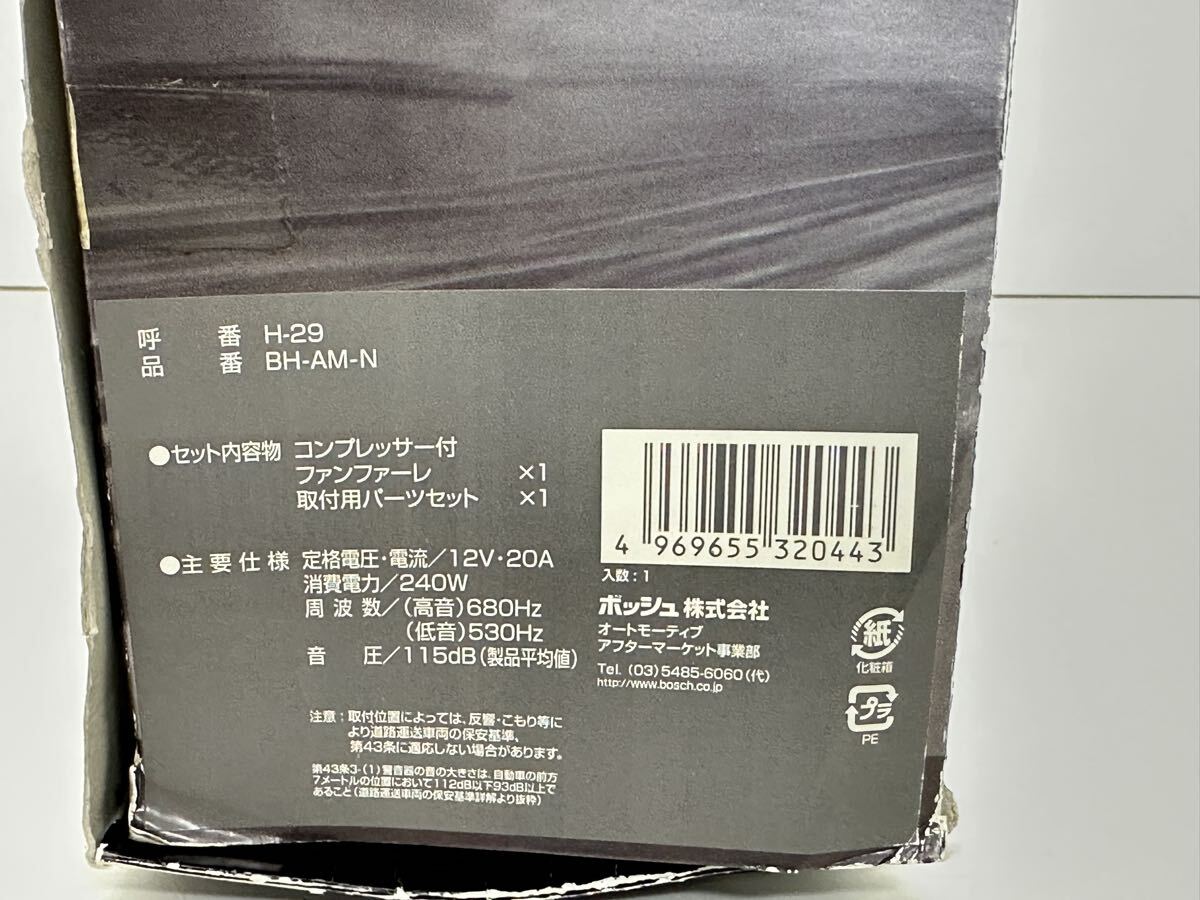 呼 番 H-29
品 番 BH-AM-N
●セット内容物 コンプレッサー付
ファンファーレ ×1
取付用パーツセット ×1
●主要仕様 定格電圧・電流/12V・20A
消費電力/240W
周波数/(高音)680Hz
(低音)530Hz
音 圧/115dB(製品平均値)
注意:取付位置によっては、反響・こもり等に
より道路運送車両の保安基準、
第43条に適応しない場合があります。
第43条3-(1)警音器の音の大きさは、自動車の前方
7メートルの位置において112dB以下93dB以上で
あること(道路運送車両の保安基準詳解より抜粋)
4 969655 320443
入数:1
ボッシュ株式会社
オートモーティブ
アフターマーケット事業部
Tel. (03)5485-6060(代)
http://www.bosch.co.jp
紙
化粧箱
プラ
PE